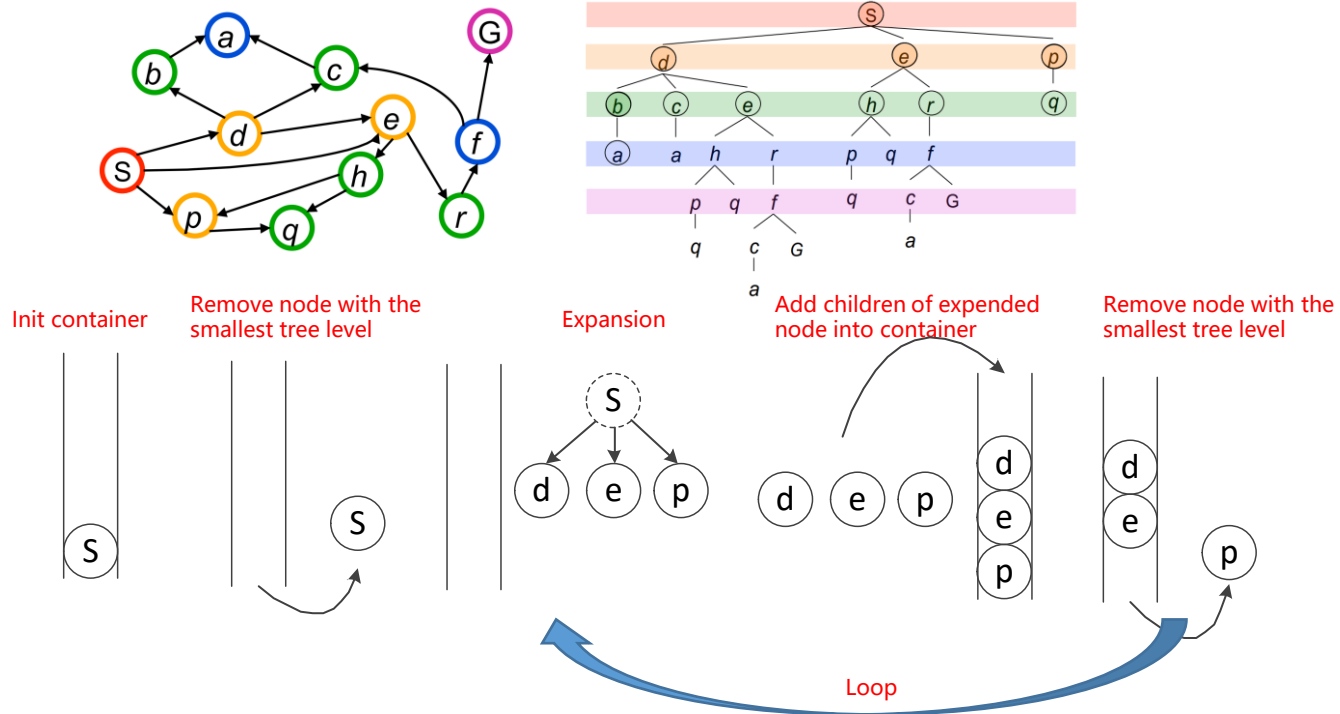 a
G
b
c
d
e
f
S
h
p
q
r
S
d e p
b c e h r q
a a h r p q f
p q f q c G
q c G a
a
Init container
Remove node with the
smallest tree level
Expansion
Add children of expended
node into container
Remove node with the
smallest tree level
S
S
S
d e p
d e p
d
e
p
d
e
p
Loop